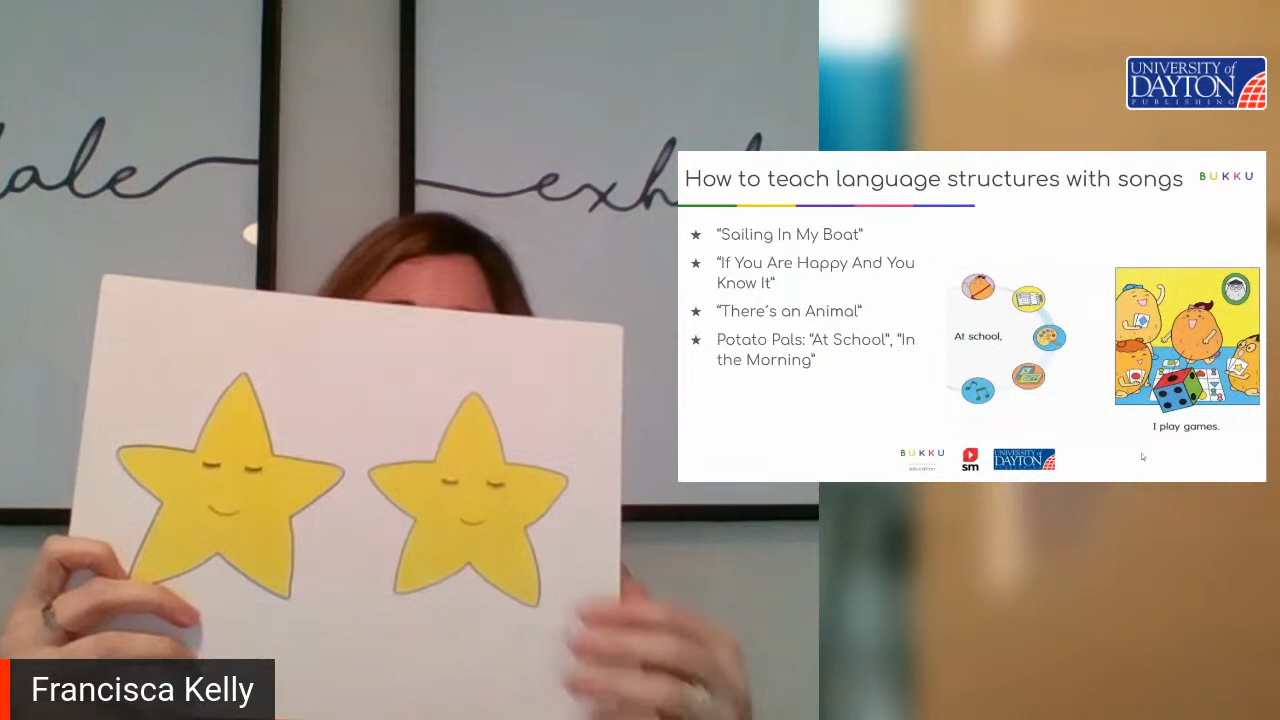 ale
exh
UNIVERSITY of
DAYTON
PUBLISHING
How to teach language structures with songs
BUKKU
★ “Sailing In My Boat”
★ “If You Are Happy And You
Know It”
★ “There´s an Animal”
★ Potato Pals: “At School”, “In
the Morning”
At school,
I play games.
BUKKU
sm
UNIVERSITY of
DAYTON
Francisca Kelly